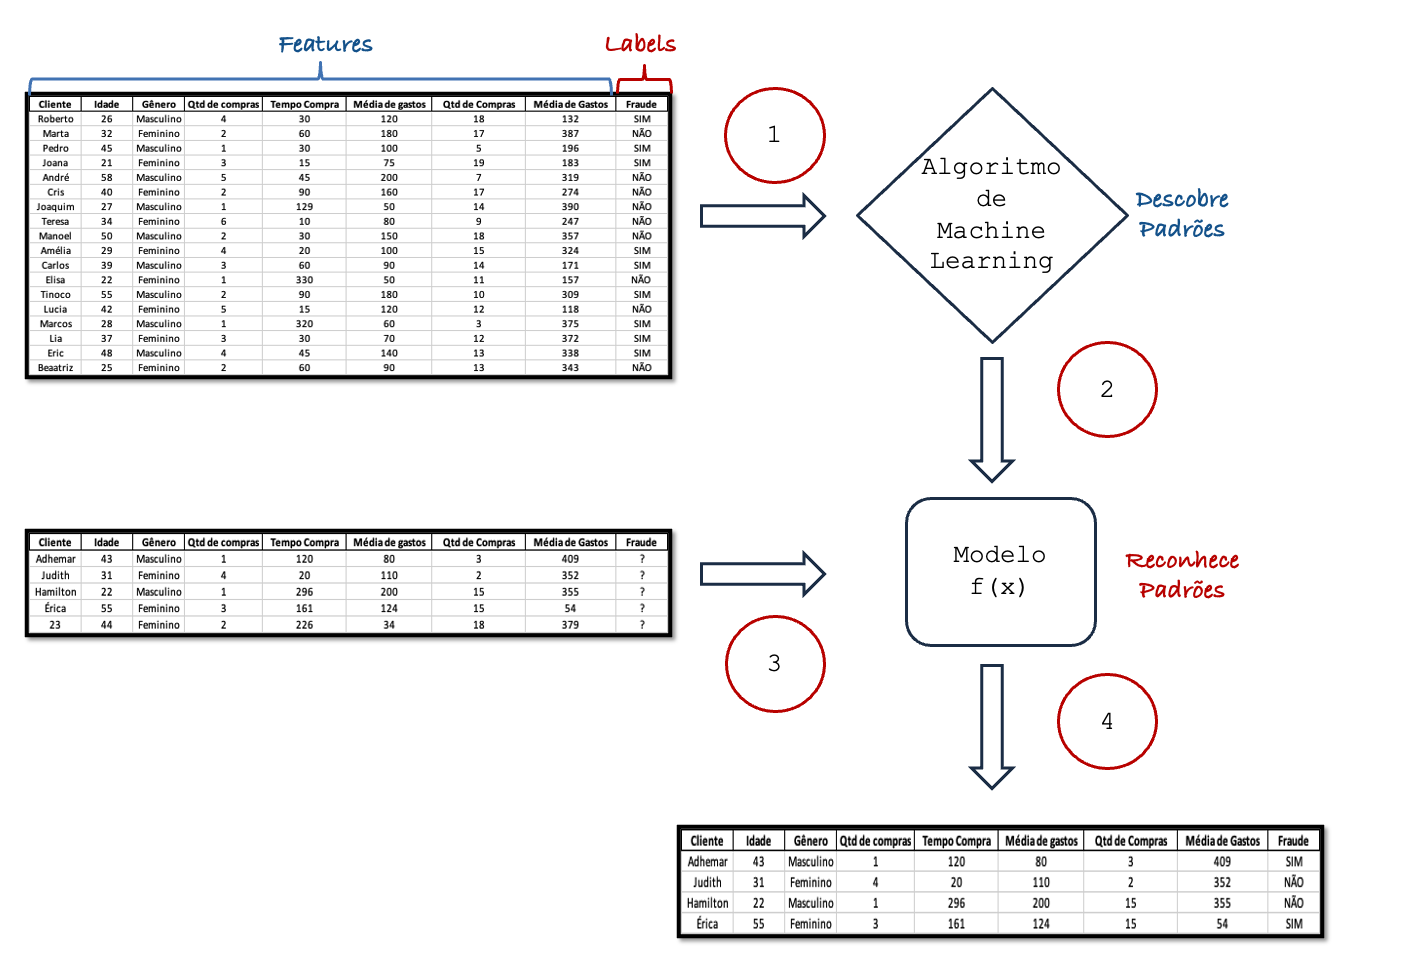 Features
Labels
Cliente Idade Gênero Qtd de compras Tempo Compra Média de gastos Qtd de Compras Média de Gastos Fraude
Roberto 26 Masculino 4 30 120 18 132 SIM
Marta 32 Feminino 2 60 180 17 387 NÃO
Pedro 45 Masculino 1 30 100 5 196 SIM
Joana 21 Feminino 3 15 75 19 183 SIM
André 58 Masculino 5 45 200 7 319 NÃO
Cris 40 Feminino 2 90 160 17 274 NÃO
Joaquim 27 Masculino 1 129 50 14 390 NÃO
Teresa 34 Feminino 6 10 80 9 247 NÃO
Manoel 50 Masculino 2 30 150 18 357 NÃO
Amélia 29 Feminino 4 20 100 15 324 SIM
Carlos 39 Masculino 3 60 90 14 171 SIM
Elisa 22 Feminino 1 330 50 11 157 NÃO
Tinoco 55 Masculino 2 90 180 10 309 SIM
Lucia 42 Feminino 5 15 120 12 118 NÃO
Marcos 28 Masculino 1 320 60 3 375 SIM
Lia 37 Feminino 3 30 70 12 372 SIM
Eric 48 Masculino 4 45 140 13 338 SIM
Beaatriz 25 Feminino 2 60 90 13 343 NÃO
1
Algoritmo
de
Machine
Learning
Descobre
Padrões
2
Cliente Idade Gênero Qtd de compras Tempo Compra Média de gastos Qtd de Compras Média de Gastos Fraude
Adhemar 43 Masculino 1 120 80 3 409 ?
Judith 31 Feminino 4 20 110 2 352 ?
Hamilton 22 Masculino 1 296 200 15 355 ?
Érica 55 Feminino 3 161 124 15 54 ?
23 44 Feminino 2 226 34 18 379 ?
3
Modelo
f(x)
Reconhece
Padrões
4
Cliente Idade Gênero Qtd de compras Tempo Compra Média de gastos Qtd de Compras Média de Gastos Fraude
Adhemar 43 Masculino 1 120 80 3 409 SIM
Judith 31 Feminino 4 20 110 2 352 NÃO
Hamilton 22 Masculino 1 296 200 15 355 NÃO
Érica 55 Feminino 3 161 124 15 54 SIM